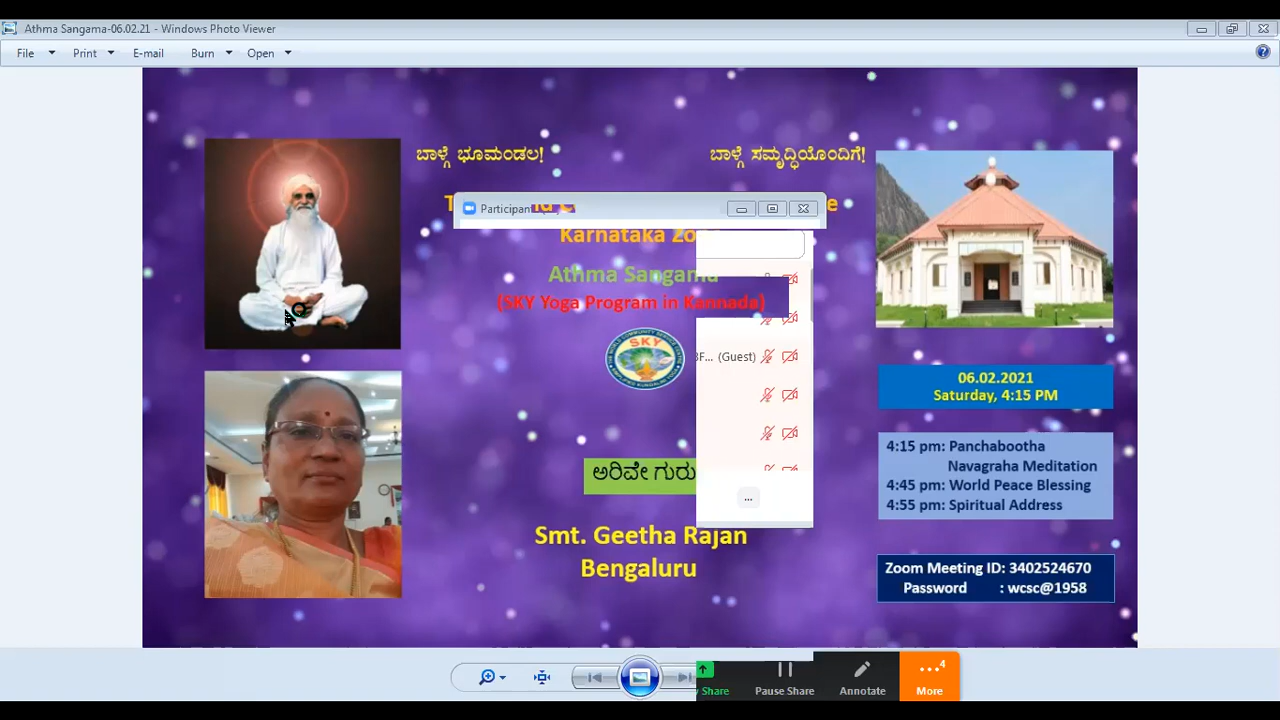 Athma Sangama-06.02.21 - Windows Photo Viewer
File Print E-mail Burn Open
ಬಾಳ್ಗೆ ಭೂಮಂಡಲ! ಬಾಳ್ಗೆ ಸಮೃದ್ಧಿಯೊಂದಿಗೆ!
Karnataka Zo
Athma Sangama
(SKY Yoga Program in Kannada)
(Guest)
SKY
ಅರಿವೇ ಗುರು
...
Smt. Geetha Rajan
Bengaluru
06.02.2021
Saturday, 4:15 PM
4:15 pm: Panchabootha
Navagraha Meditation
4:45 pm: World Peace Blessing
4:55 pm: Spiritual Address
Zoom Meeting ID: 3402524670
Password : wcsc@1958
Share Pause Share Annotate More
4